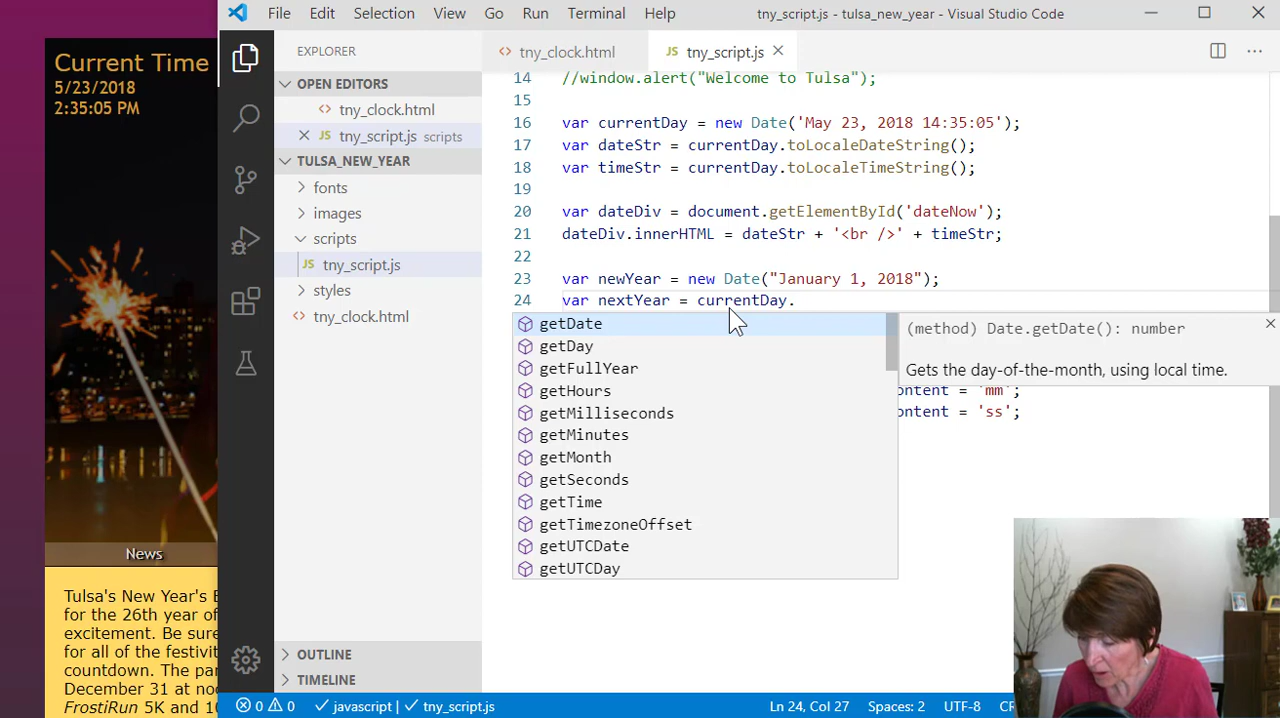 File Edit Selection View Go Run Terminal Help tny_script.js - tulsa_new_year - Visual Studio Code
EXPLORER
tny_clock.html tny_script.js
OPEN EDITORS
tny_clock.html
tny_script.js scripts
TULSA_NEW_YEAR
fonts
images
scripts
tny_script.js
styles
tny_clock.html
OUTLINE
TIMELINE
Current Time
5/23/2018
2:35:05 PM
News
Tulsa's New Year's
for the 26th year of
excitement. Be sure
for all of the
countdown. The
December 31 at
FrostiRun 5K and
14 //window.alert("Welcome to Tulsa");
15
16 var currentDay = new Date('May 23, 2018 14:35:05');
17 var dateStr = currentDay.toLocaleDateString();
18 var timeStr = currentDay.toLocaleTimeString();
19
20 var dateDiv = document.getElementById('dateNow');
21 dateDiv.innerHTML = dateStr + '<br />' + timeStr;
22
23 var newYear = new Date("January 1, 2018");
24 var nextYear = currentDay.
getDate
getDay
getFullYear
getHours
getMilliseconds
getMinutes
getMonth
getSeconds
getTime
getTimezoneOffset
getUTCDate
getUTCDay
(method) Date.getDate(): number
Gets the day-of-the-month, using local time.
ontent = 'mm';
ontent = 'ss';
0 0 javascript tny_script.js Ln 24, Col 27 Spaces: 2 UTF-8